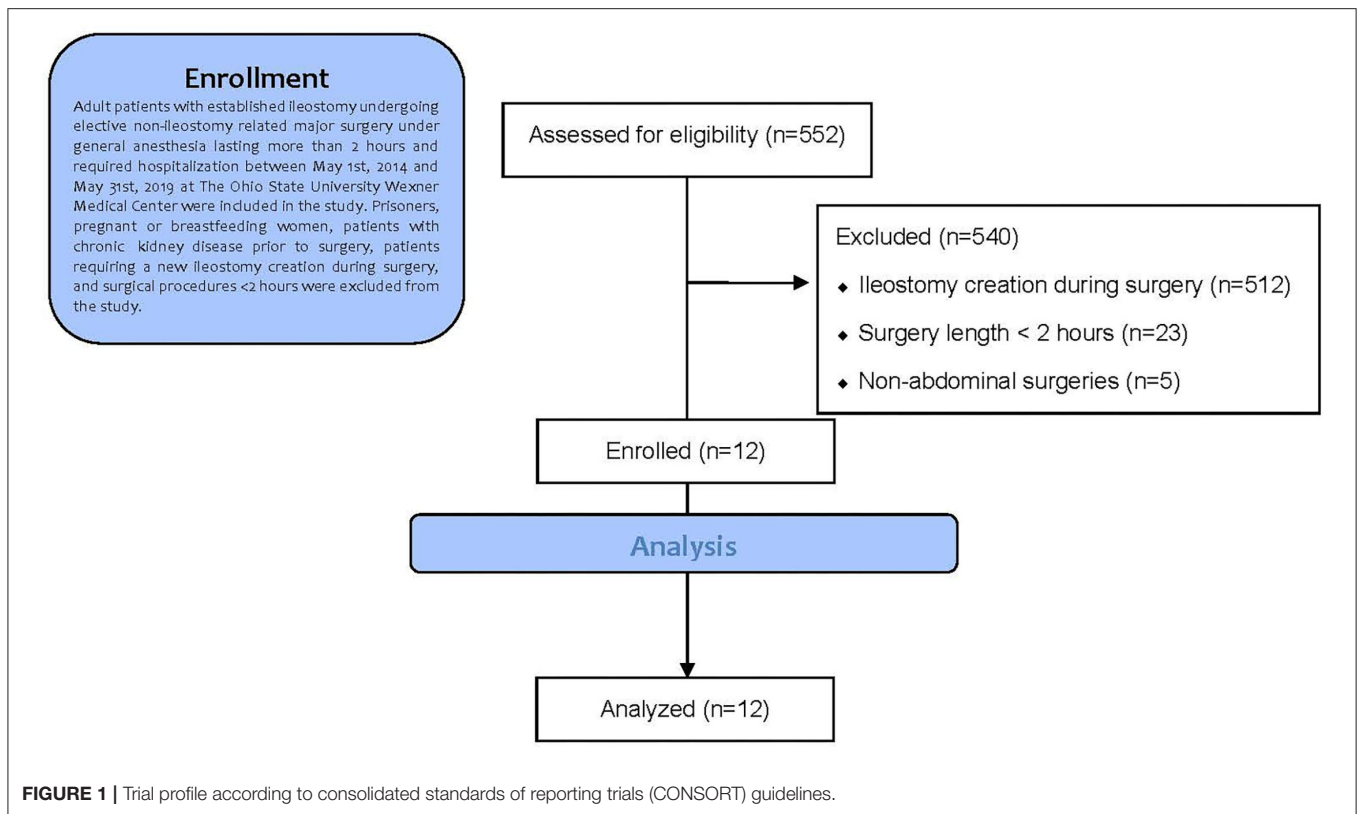 Enrollment
Adult patients with established ileostomy undergoing
elective non-ileostomy related major surgery under
general anesthesia lasting more than 2 hours and
required hospitalization between May 1st, 2014 and
May 31st, 2019 at The Ohio State University Wexner
Medical Center were included in the study. Prisoners,
pregnant or breastfeeding women, patients with
chronic kidney disease prior to surgery, patients
requiring a new ileostomy creation during surgery,
and surgical procedures <2 hours were excluded from
the study.
Assessed for eligibility (n=552)
Excluded (n=540)
◆ Ileostomy creation during surgery (n=512)
◆ Surgery length < 2 hours (n=23)
◆ Non-abdominal surgeries (n=5)
Enrolled (n=12)
Analysis
Analyzed (n=12)
FIGURE 1 | Trial profile according to consolidated standards of reporting trials (CONSORT) guidelines.